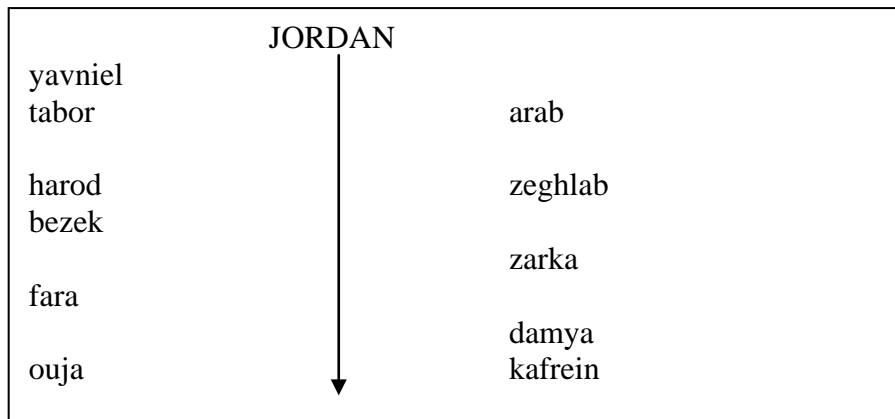 JORDAN
yavniel
tabor arab
harod zeghlab
bezek
zarka
fara
damya
ouja kafrein